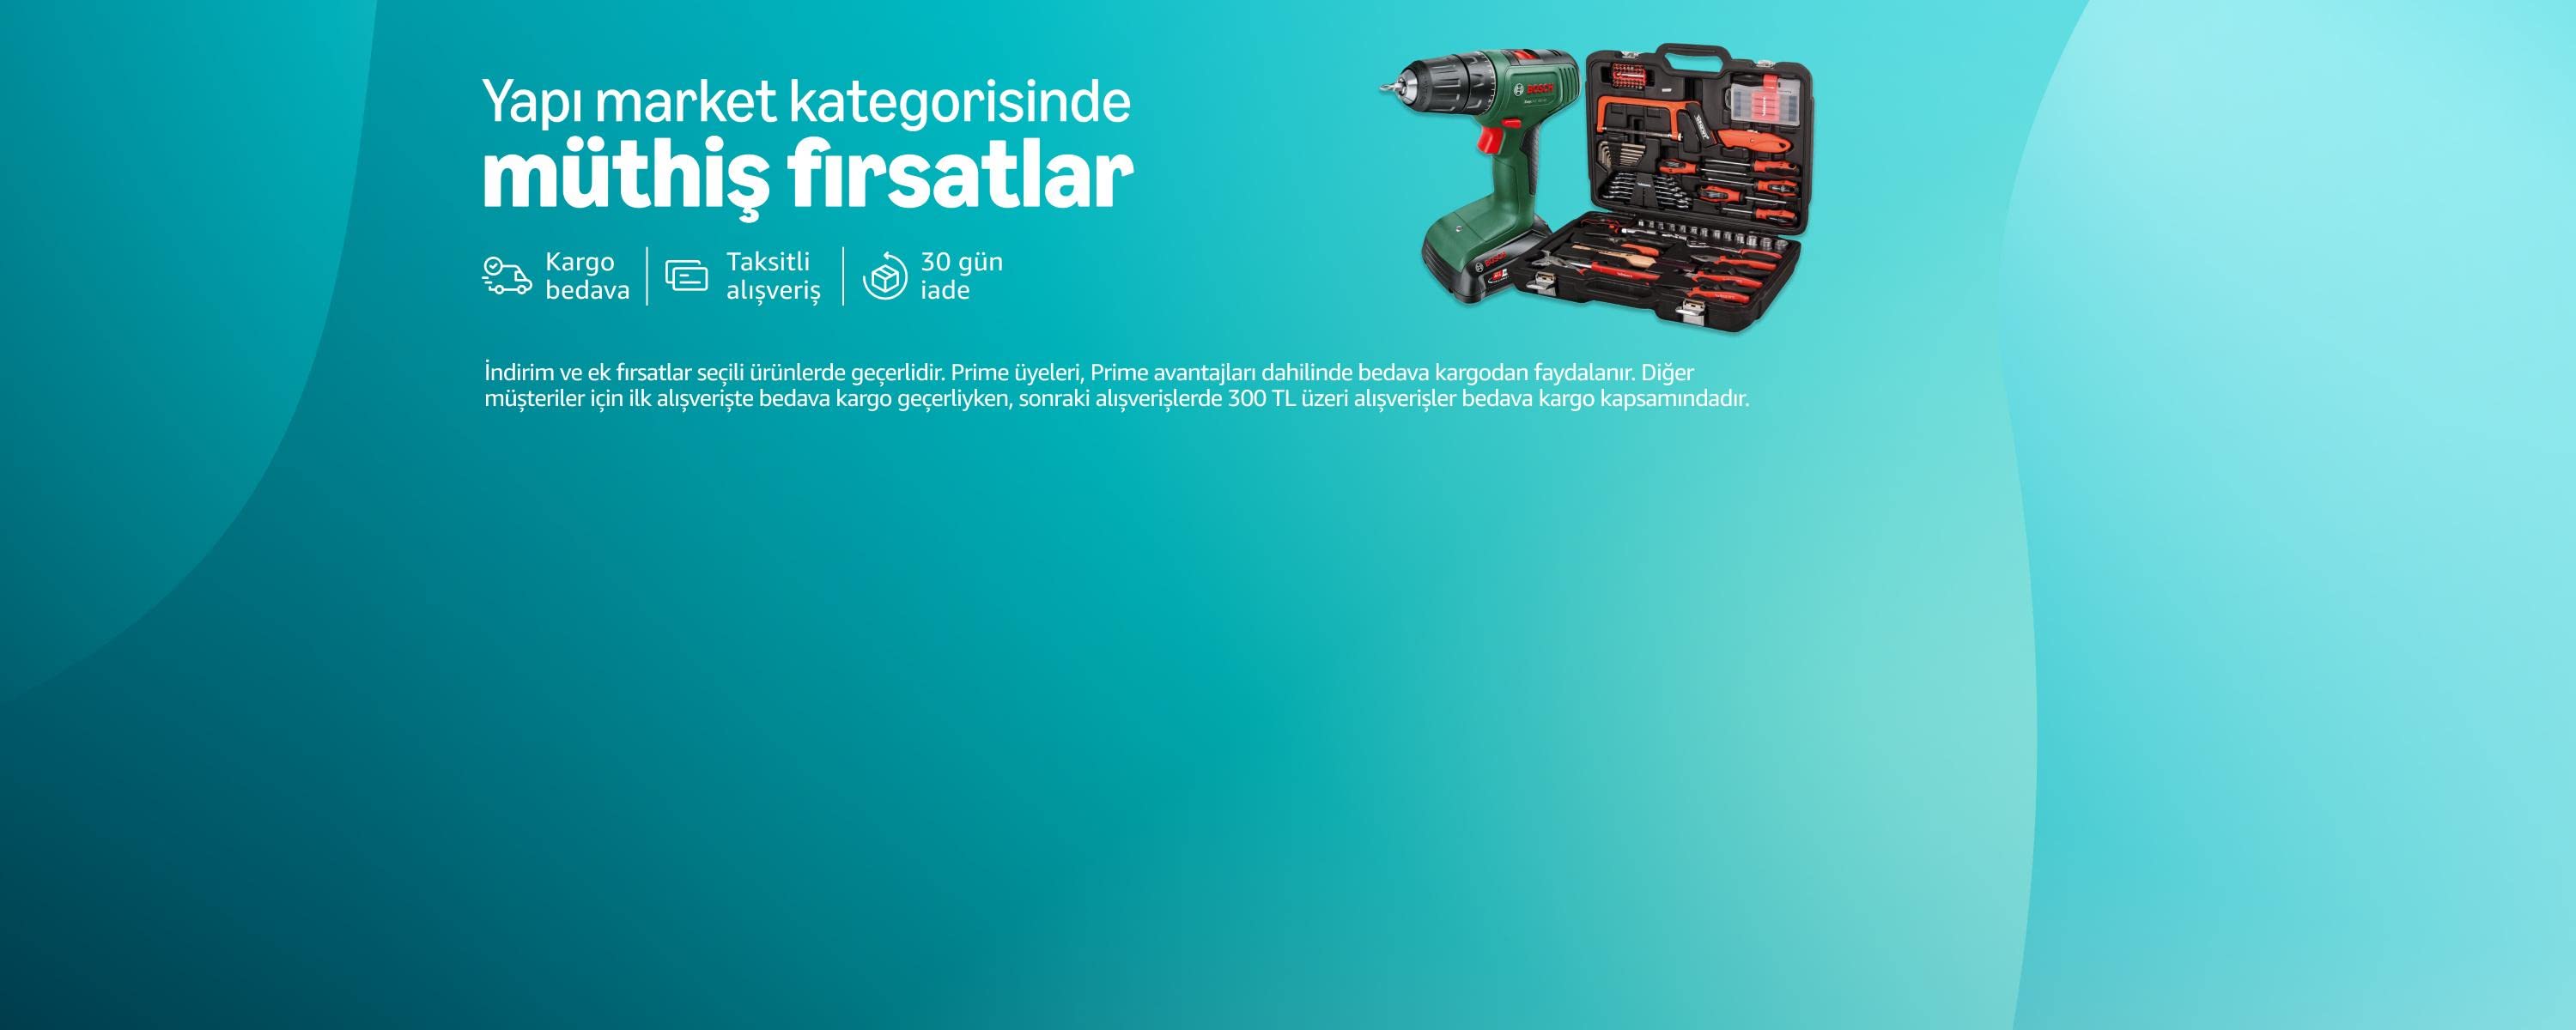 Yapı market kategorisinde
müthiş fırsatlar
Kargo
bedava
Taksitli
alışveriş
30 gün
iade
BOSCH
BOSCH
İndirim ve ek fırsatlar seçili ürünlerde geçerlidir. Prime üyeleri, Prime avantajları dahilinde bedava kargodan faydalanır. Diğer
müşteriler için ilk alışverişte bedava kargo geçerliyken, sonraki alışverişlerde 300 TL üzeri alışverişler bedava kargo kapsamındadır.